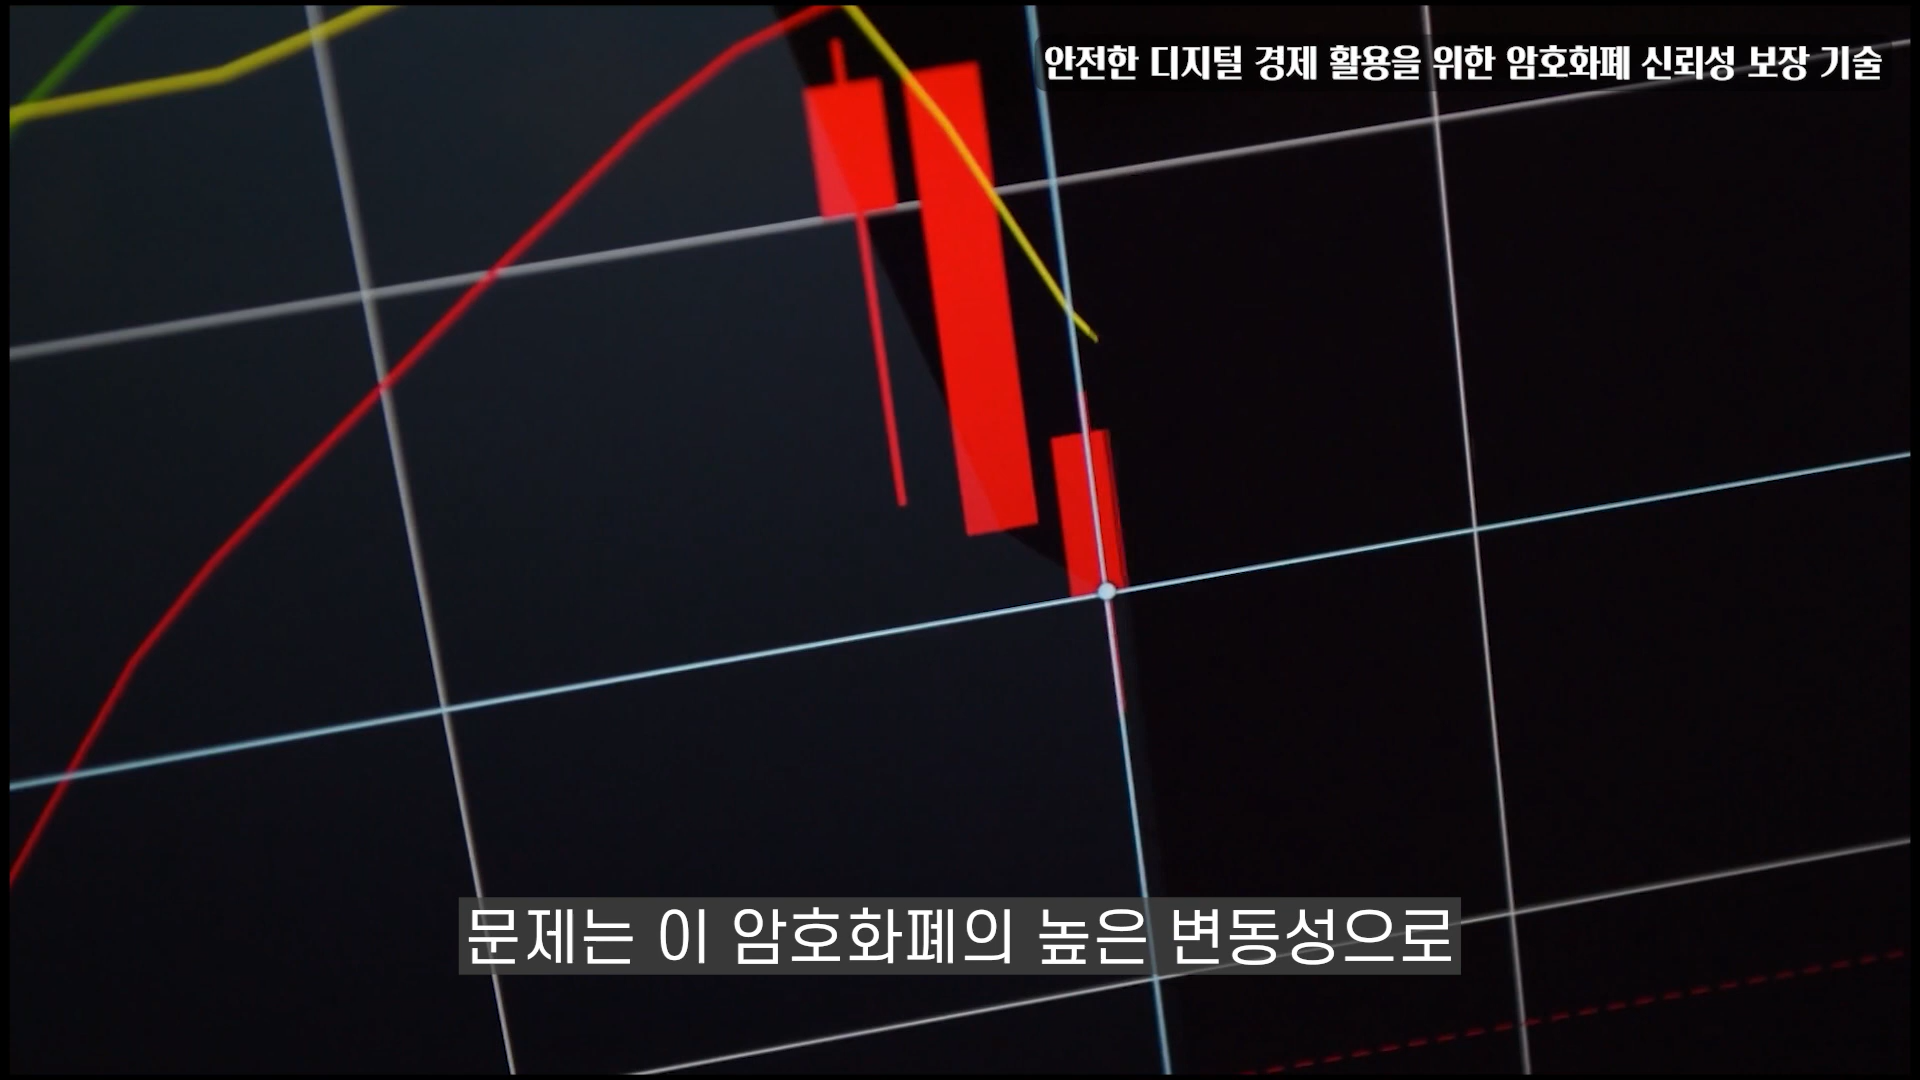 안전한 디지털 경제 활용을 위한 암호화폐 신뢰성 보장 기술
문제는 이 암호화폐의 높은 변동성으로